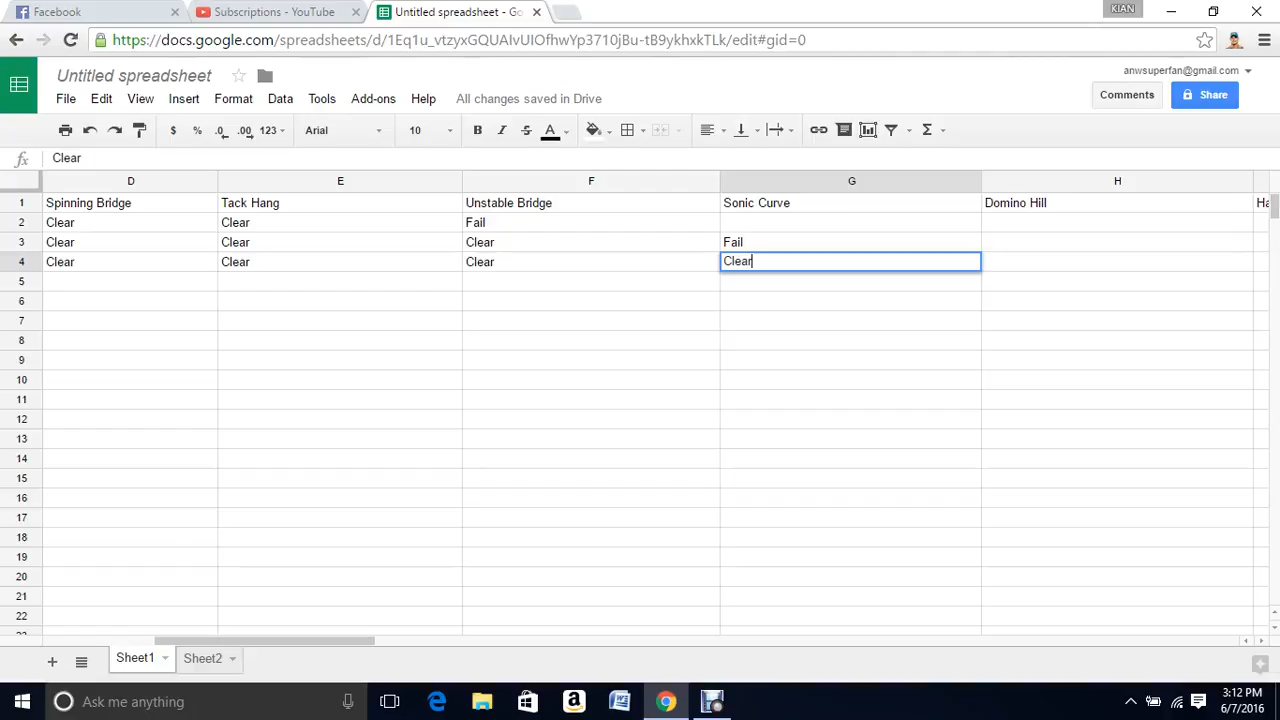 Facebook
Subscriptions - YouTube
Untitled spreadsheet - Go
KIAN
https://docs.google.com/spreadsheets/d/1Eq1u_vtzyxGQUAIvUIOfhwYp3710jBu-tB9ykhxkTLk/edit#gid=0
Untitled spreadsheet
anwsuperfan@gmail.com
File Edit View Insert Format Data Tools Add-ons Help All changes saved in Drive
Comments
Share
$ % .0 .00 123 Arial 10 B I S A Σ
fx Clear
D E F G H
1 Spinning Bridge Tack Hang Unstable Bridge Sonic Curve Domino Hill Ha
2 Clear Clear Fail
3 Clear Clear Clear Fail
4 Clear Clear Clear Clear
5
6
7
8
9
10
11
12
13
14
15
16
17
18
19
20
21
22
23
Sheet1 Sheet2
Ask me anything
3:12 PM
6/7/2016